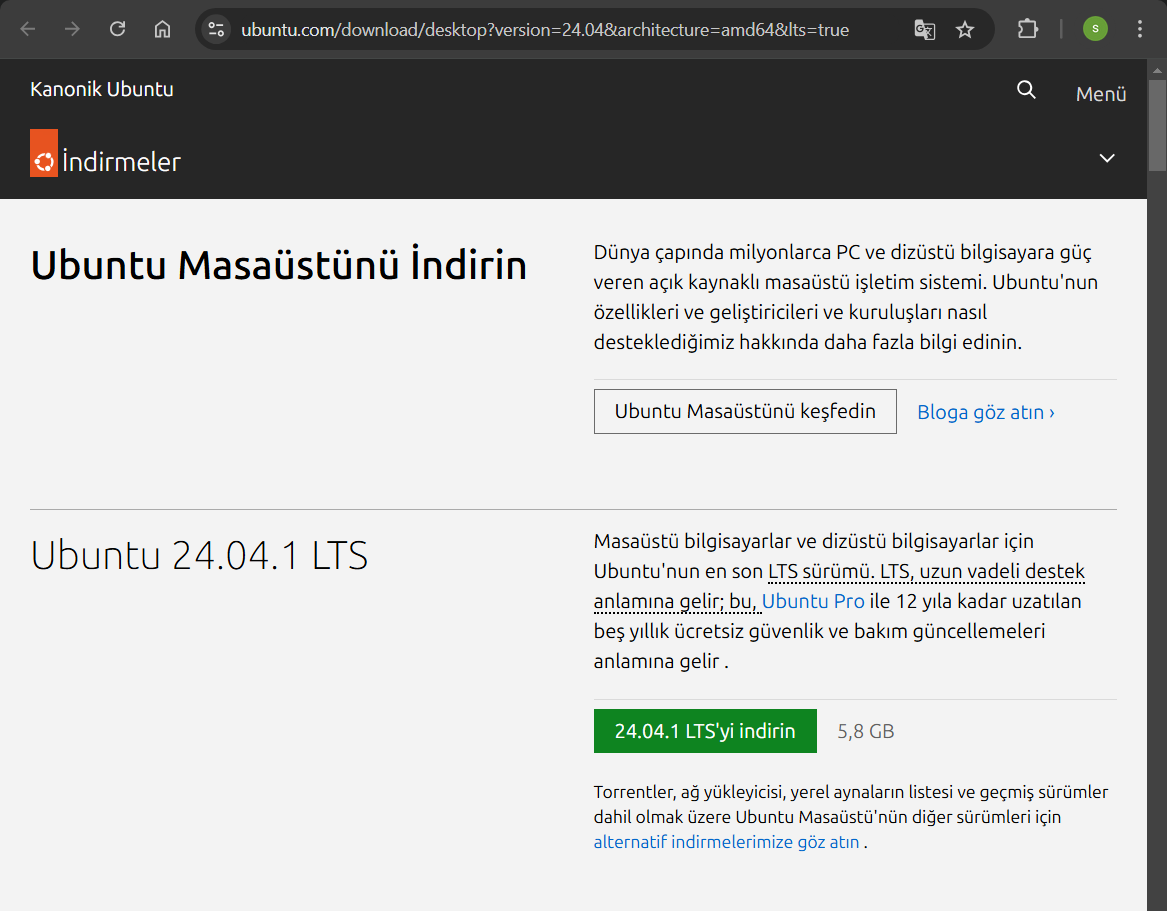 ubuntu.com/download/desktop?version=24.04&architecture=amd64&lts=true
S
Kanonik Ubuntu
Menü
İndirmeler
Ubuntu Masaüstünü İndirin
Dünya çapında milyonlarca PC ve dizüstü bilgisayara güç
veren açık kaynaklı masaüstü işletim sistemi. Ubuntu'nun
özellikleri ve geliştiricileri ve kuruluşları nasıl
desteklediğimiz hakkında daha fazla bilgi edinin.
Ubuntu Masaüstünü keşfedin
Bloga göz atın ›
Ubuntu 24.04.1 LTS
Masaüstü bilgisayarlar ve dizüstü bilgisayarlar için
Ubuntu'nun en son LTS sürümü. LTS, uzun vadeli destek
anlamına gelir; bu, Ubuntu Pro ile 12 yıla kadar uzatılan
beş yıllık ücretsiz güvenlik ve bakım güncellemeleri
anlamına gelir .
24.04.1 LTS'yi indirin
5,8 GB
Torrentler, ağ yükleyicisi, yerel aynaların listesi ve geçmiş sürümler
dahil olmak üzere Ubuntu Masaüstü'nün diğer sürümleri için
alternatif indirmelerimize göz atın .